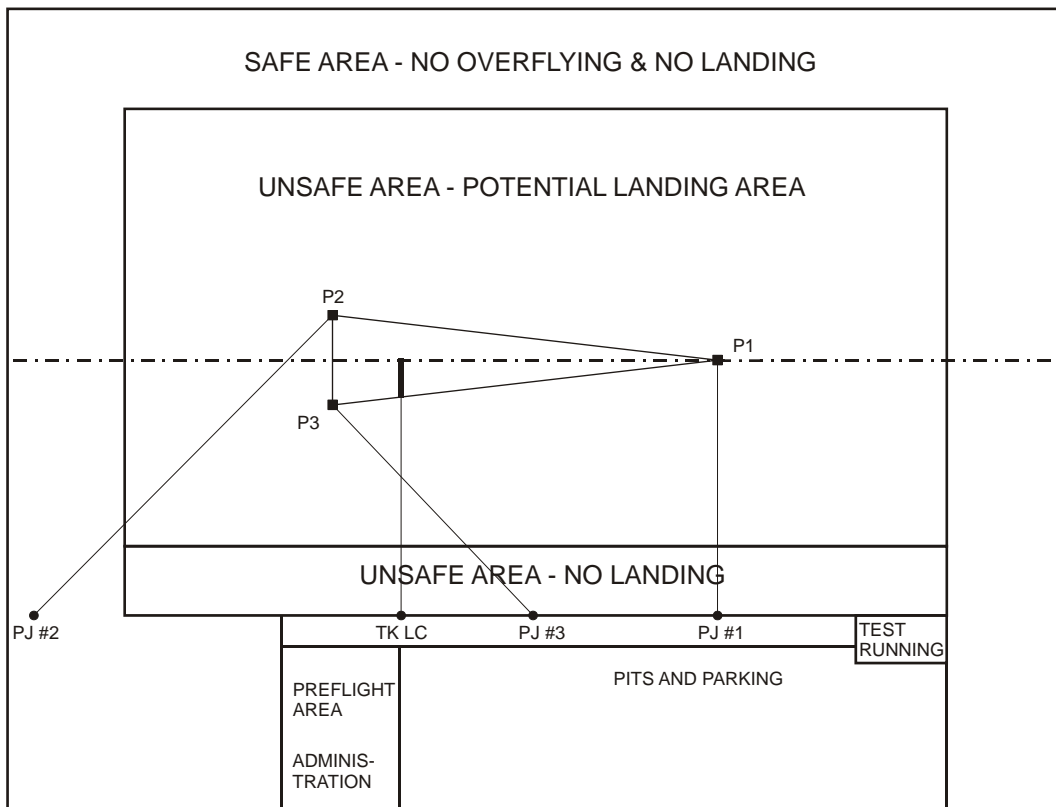 SAFE AREA - NO OVERFLYING & NO LANDING
UNSAFE AREA - POTENTIAL LANDING AREA
P2
P1
P3
UNSAFE AREA - NO LANDING
PJ #2
TK LC
PJ #3
PJ #1
TEST
RUNNING
PITS AND PARKING
PREFLIGHT
AREA
ADMINIS-
TRATION